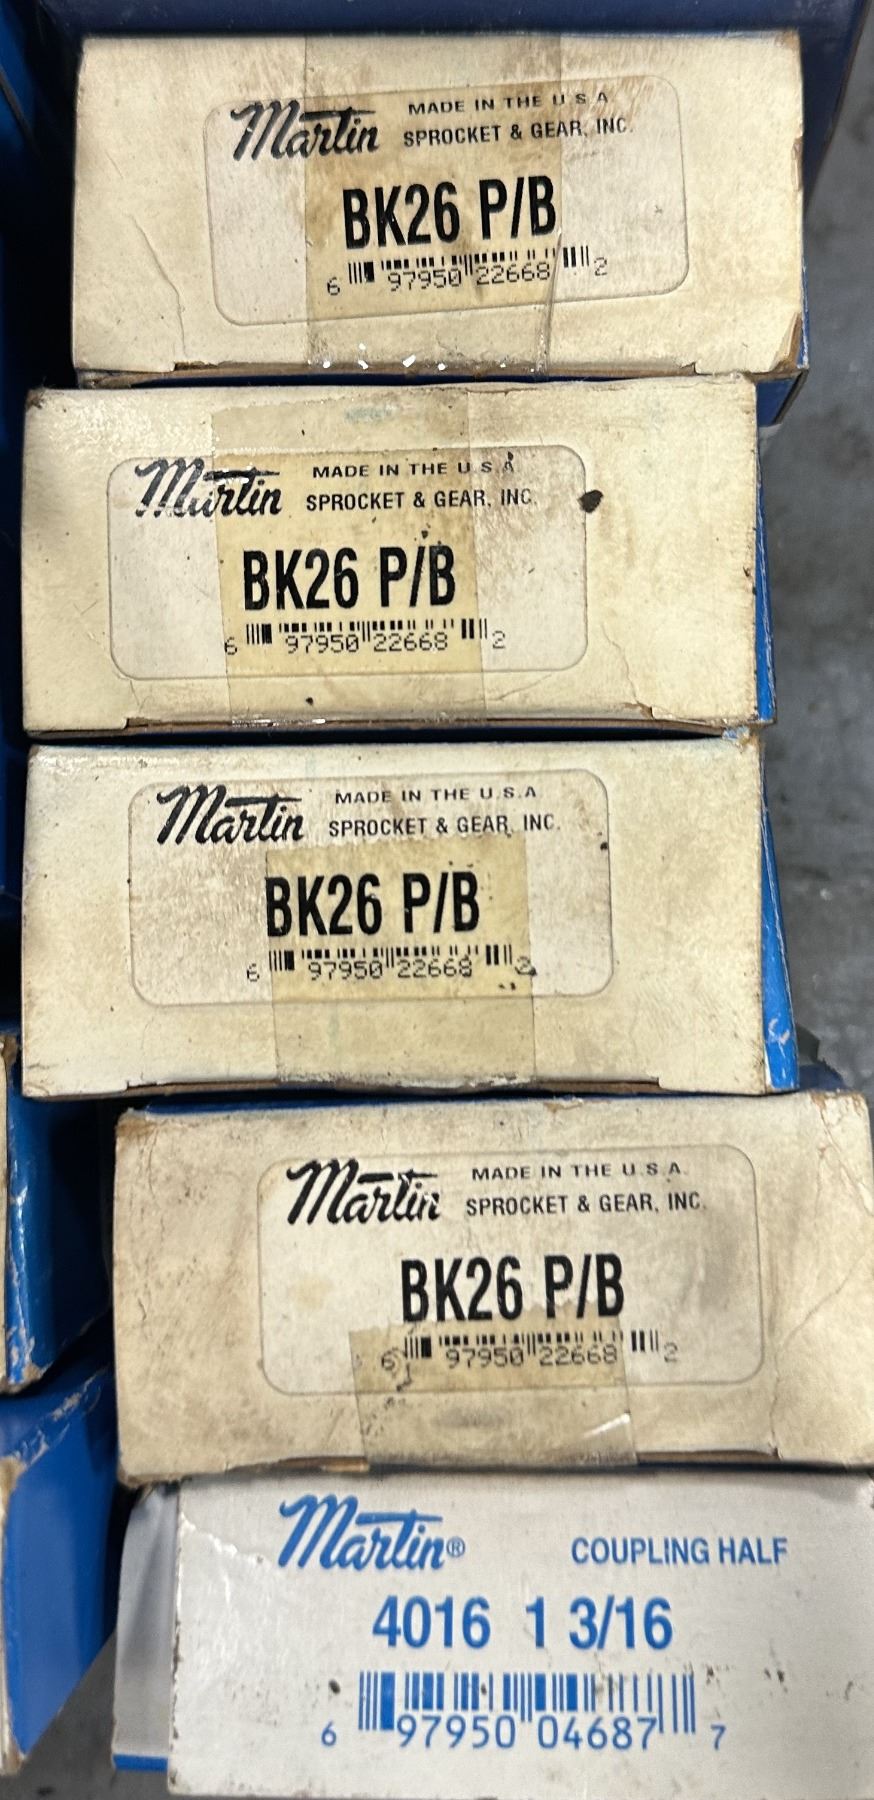 Martin MADE IN THE U.S.A
SPROCKET & GEAR, INC.
BK26 P/B
6 97950 22668 2
Martin MADE IN THE U.S.A
SPROCKET & GEAR, INC.
BK26 P/B
6 97950 22668 2
Martin MADE IN THE U.S.A
SPROCKET & GEAR, INC.
BK26 P/B
6 97950 22668 2
Martin MADE IN THE U.S.A.
SPROCKET & GEAR, INC.
BK26 P/B
6 97950 22668 2
Martin® COUPLING HALF
4016 1 3/16
6 97950 04687 7